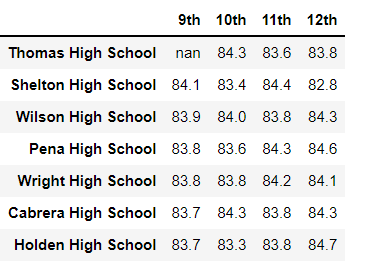 9th 10th 11th 12th
Thomas High School nan 84.3 83.6 83.8
Shelton High School 84.1 83.4 84.4 82.8
Wilson High School 83.9 84.0 83.8 84.3
Pena High School 83.8 83.6 84.3 84.6
Wright High School 83.8 83.8 84.2 84.1
Cabrera High School 83.7 84.3 83.8 84.3
Holden High School 83.7 83.3 83.8 84.7